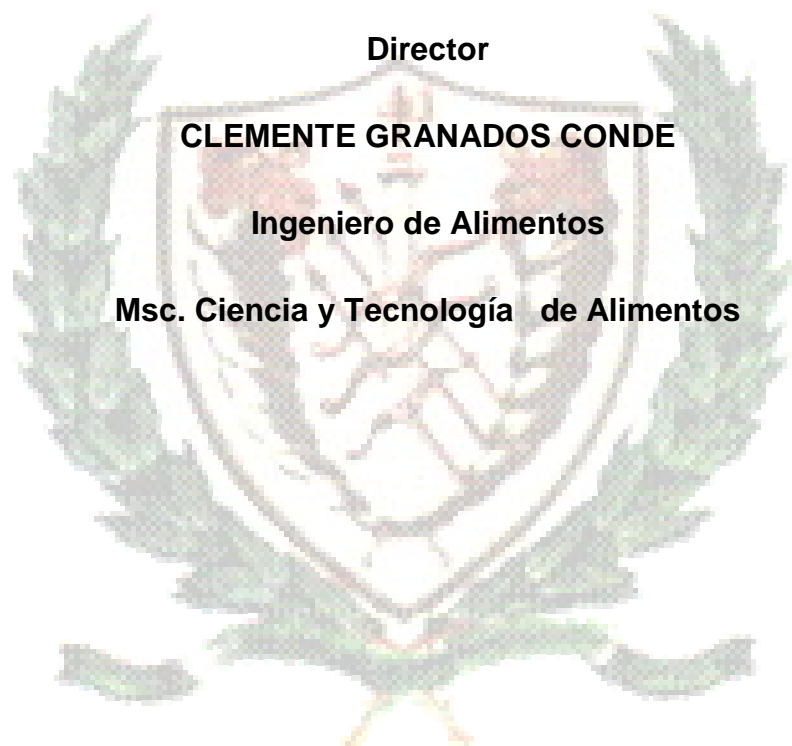 Director
CLEMENTE GRANADOS CONDE
Ingeniero de Alimentos
Msc. Ciencia y Tecnología de Alimentos